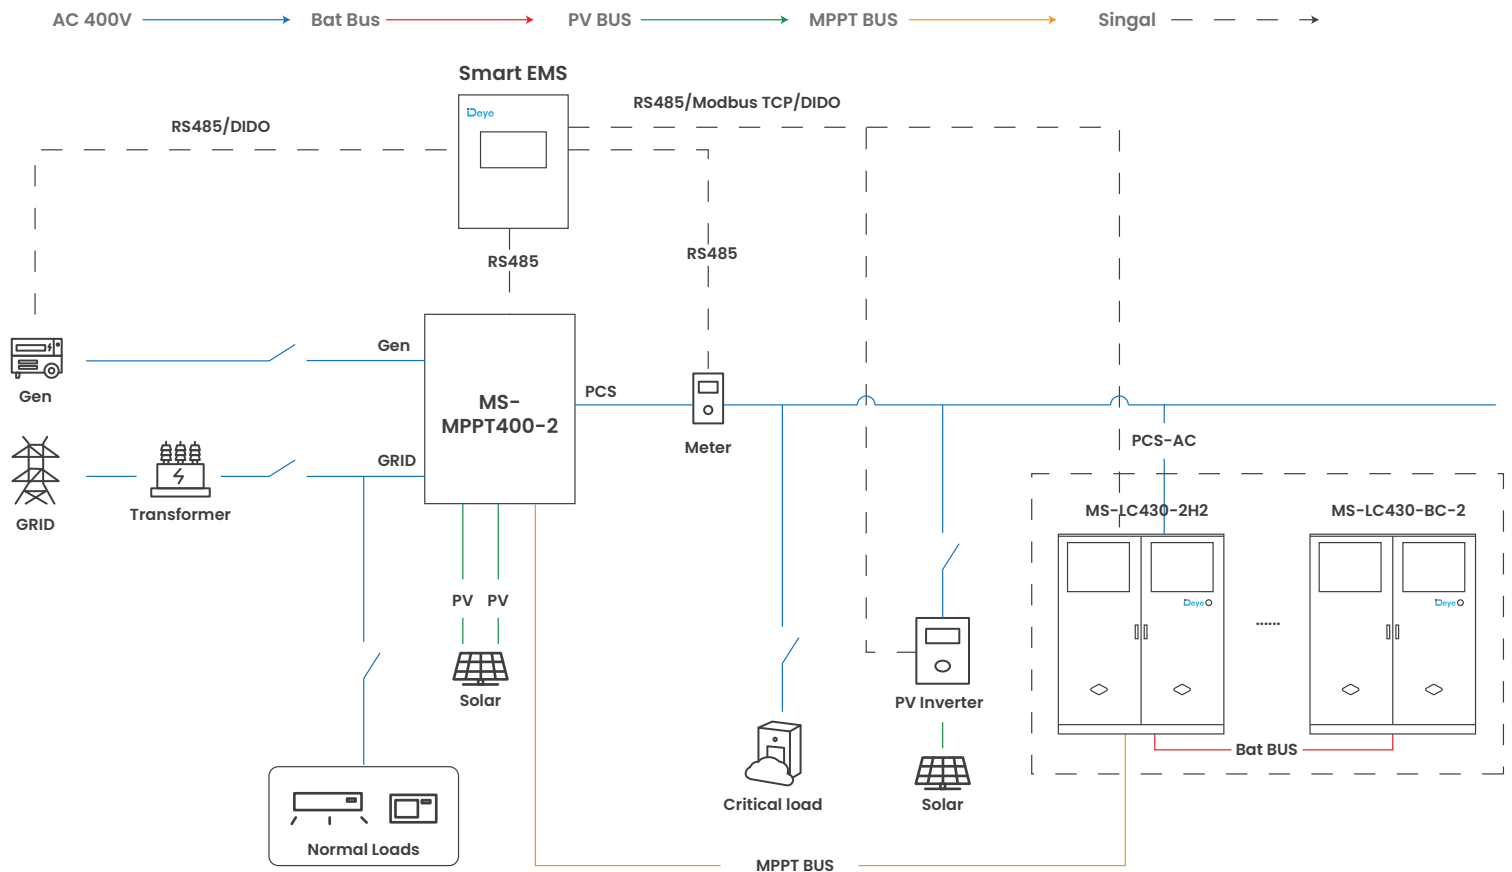 AC 400V
Bat Bus
PV BUS
MPPT BUS
Singal
Smart EMS
Deye
RS485/DIDO
RS485/Modbus TCP/DIDO
RS485
RS485
Gen
Gen
MS-
MPPT400-2
PCS
Meter
GRID
GRID
Transformer
PCS-AC
MS-LC430-2H2
MS-LC430-BC-2
Deye
Deye
......
PV
PV
Solar
PV Inverter
Bat BUS
Critical load
Solar
Normal Loads
MPPT BUS